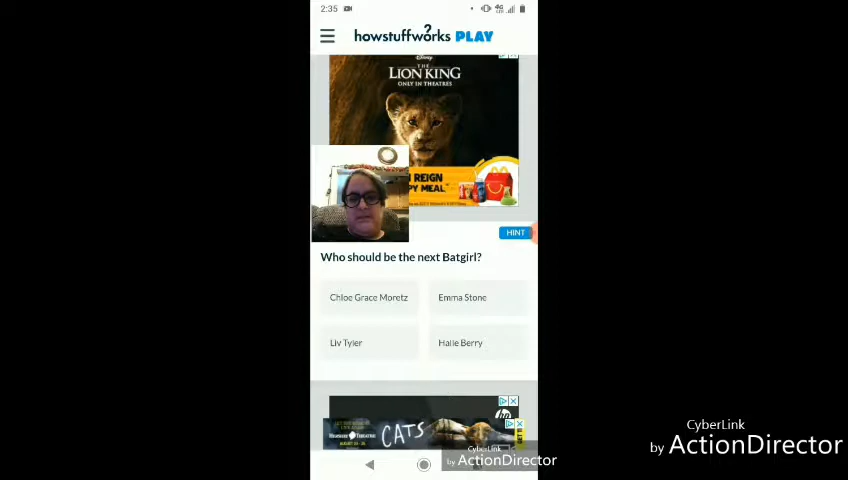 2:35
howstuffworks PLAY
Disney
THE
LION KING
ONLY IN THEATRES
REIGN
PY MEAL
HINT
Who should be the next Batgirl?
Chloe Grace Moretz
Emma Stone
Liv Tyler
Halle Berry
hp
CATS
CyberLink
by ActionDirector
CyberLink
by ActionDirector